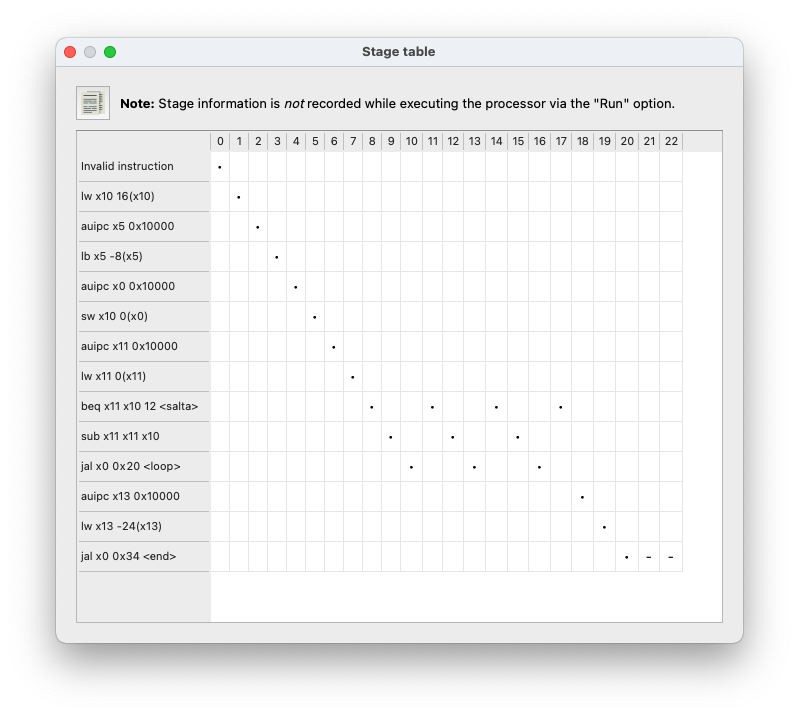 Stage table
Note: Stage information is not recorded while executing the processor via the "Run" option.
0 1 2 3 4 5 6 7 8 9 10 11 12 13 14 15 16 17 18 19 20 21 22
Invalid instruction
lw x10 16(x10)
auipc x5 0x10000
lb x5 -8(x5)
auipc x0 0x10000
sw x10 0(x0)
auipc x11 0x10000
lw x11 0(x11)
beq x11 x10 12 <salta>
sub x11 x11 x10
jal x0 0x20 <loop>
auipc x13 0x10000
lw x13 -24(x13)
jal x0 0x34 <end> - -